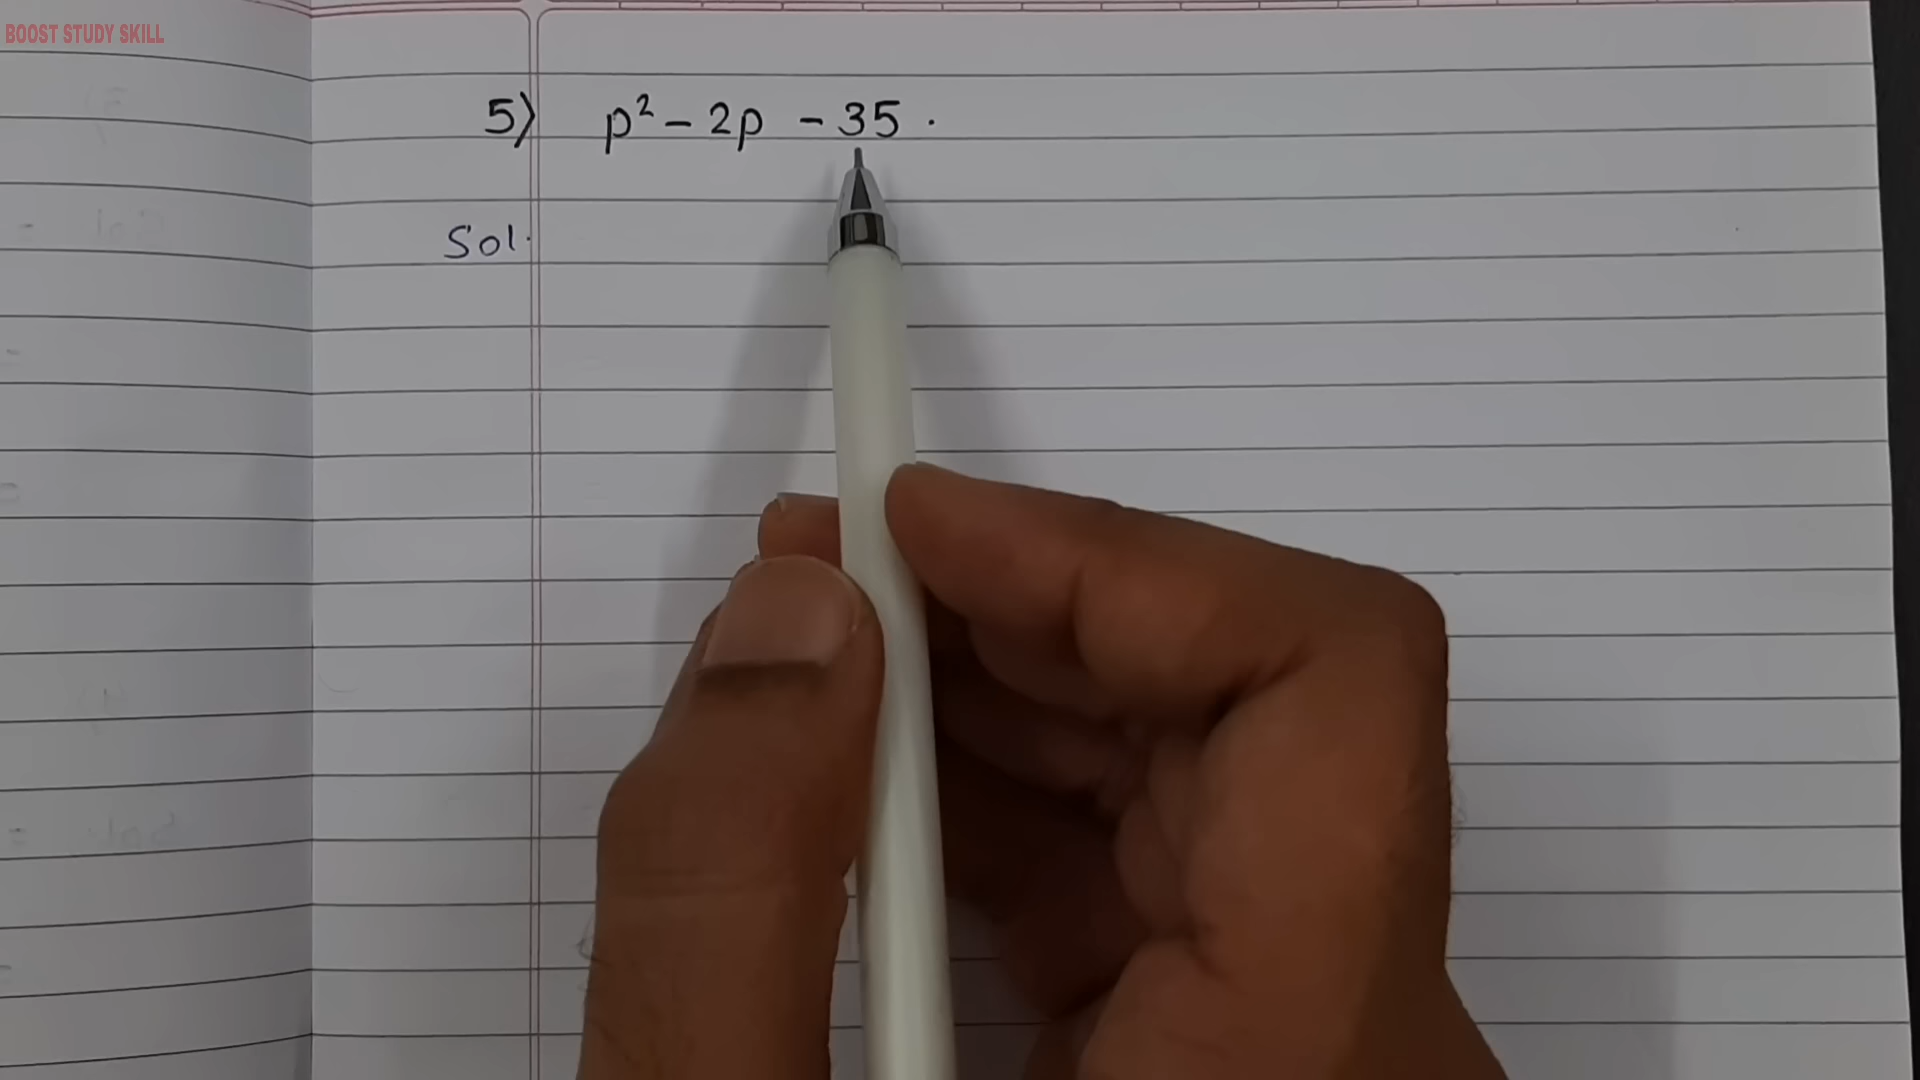 BOOST STUDY SKILL
5) p² - 2p - 35 .
Sol.